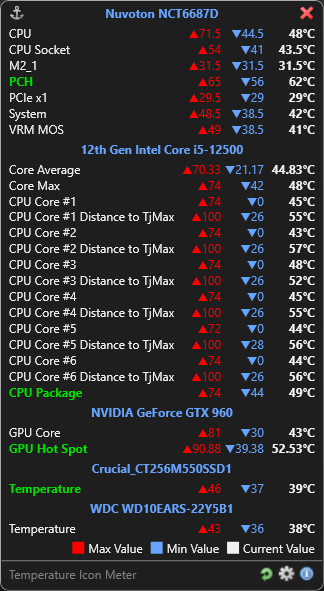 Nuvoton NCT6687D
CPU ▲71.5 ▼44.5 48°C
CPU Socket ▲54 ▼41 43.5°C
M2_1 ▲31.5 ▼31.5 31.5°C
PCH ▲65 ▼56 62°C
PCIe x1 ▲29.5 ▼29 29°C
System ▲48.5 ▼38.5 42°C
VRM MOS ▲49 ▼38.5 41°C
12th Gen Intel Core i5-12500
Core Average ▲70.33 ▼21.17 44.83°C
Core Max ▲74 ▼42 48°C
CPU Core #1 ▲74 ▼0 45°C
CPU Core #1 Distance to TjMax ▲100 ▼26 55°C
CPU Core #2 ▲74 ▼0 43°C
CPU Core #2 Distance to TjMax ▲100 ▼26 57°C
CPU Core #3 ▲74 ▼0 48°C
CPU Core #3 Distance to TjMax ▲100 ▼26 52°C
CPU Core #4 ▲74 ▼0 45°C
CPU Core #4 Distance to TjMax ▲100 ▼26 55°C
CPU Core #5 ▲72 ▼0 44°C
CPU Core #5 Distance to TjMax ▲100 ▼28 56°C
CPU Core #6 ▲74 ▼0 44°C
CPU Core #6 Distance to TjMax ▲100 ▼26 56°C
CPU Package ▲74 ▼44 49°C
NVIDIA GeForce GTX 960
GPU Core ▲81 ▼30 43°C
GPU Hot Spot ▲90.88 ▼39.38 52.53°C
Crucial_CT256M550SSD1
Temperature ▲46 ▼37 39°C
WDC WD10EARS-22Y5B1
Temperature ▲43 ▼36 38°C
Max Value Min Value Current Value
Temperature Icon Meter